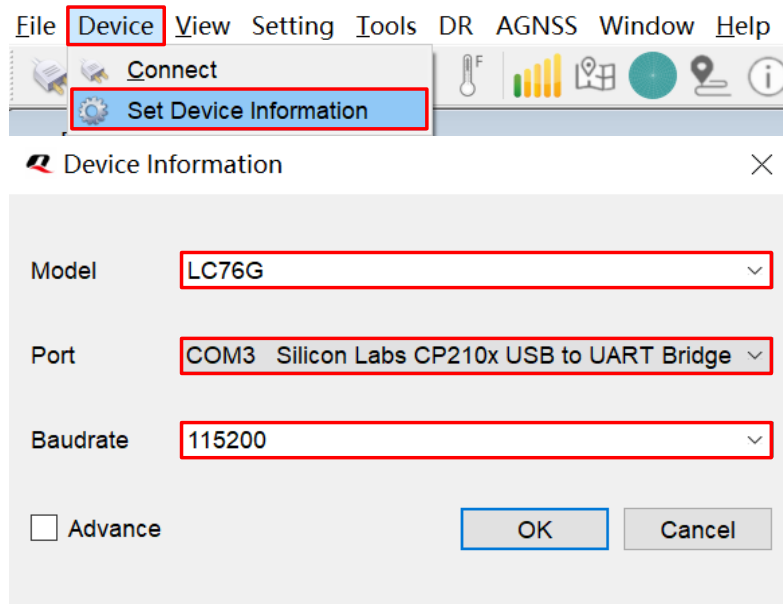 File Device View Setting Tools DR AGNSS Window Help
Connect
F
Set Device Information
Device Information
Model LC76G
Port COM3 Silicon Labs CP210x USB to UART Bridge
Baudrate 115200
Advance OK Cancel